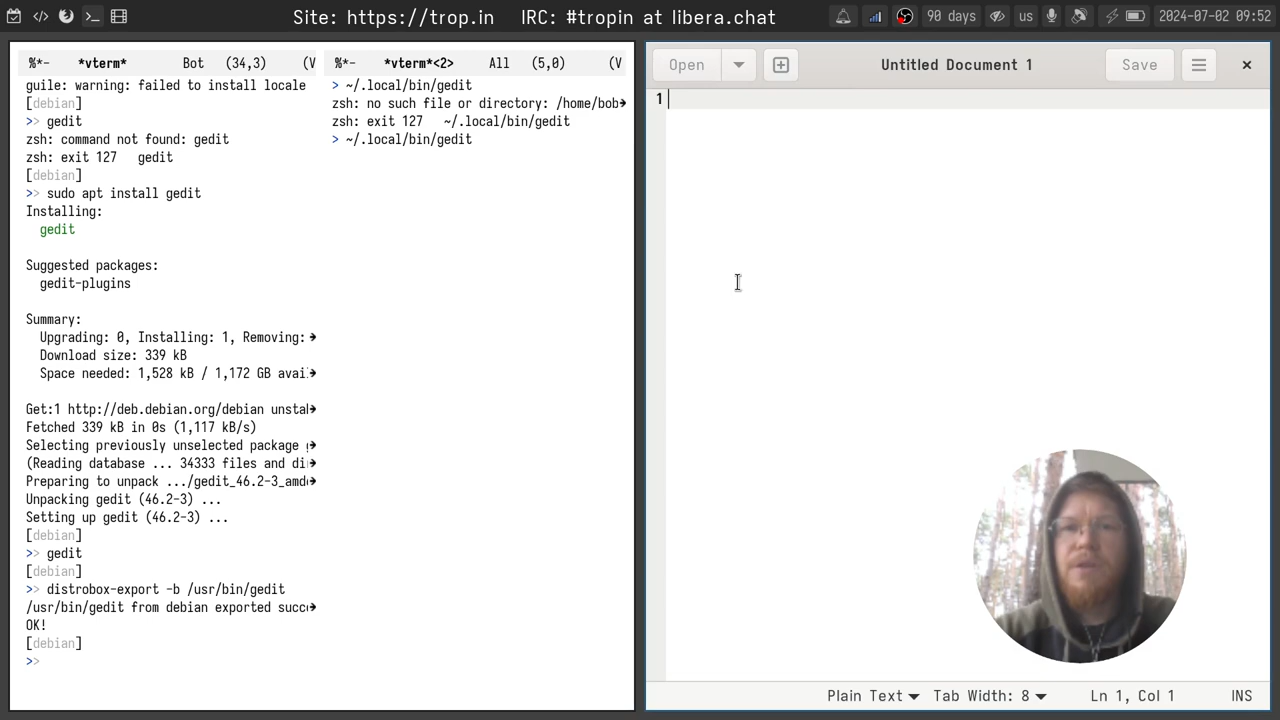 Site: https://trop.in IRC: #tropin at libera.chat
90 days
us
2024-07-02 09:52
%*- *vterm* Bot (34,3) (V
guile: warning: failed to install locale
[debian]
>> gedit
zsh: command not found: gedit
zsh: exit 127 gedit
[debian]
>> sudo apt install gedit
Installing:
gedit
Suggested packages:
gedit-plugins
Summary:
Upgrading: 0, Installing: 1, Removing:
Download size: 339 kB
Space needed: 1,528 kB / 1,172 GB avai
Get:1 http://deb.debian.org/debian unstal
Fetched 339 kB in 0s (1,117 kB/s)
Selecting previously unselected package
(Reading database ... 34333 files and di
Preparing to unpack .../gedit_46.2-3_amd
Unpacking gedit (46.2-3) ...
Setting up gedit (46.2-3) ...
[debian]
>> gedit
[debian]
>> distrobox-export -b /usr/bin/gedit
/usr/bin/gedit from debian exported succ
OK!
[debian]
>>
%*- *vterm*<2> All (5,0) (V
> ~/.local/bin/gedit
zsh: no such file or directory: /home/bob
zsh: exit 127 ~/.local/bin/gedit
> ~/.local/bin/gedit
Open
Untitled Document 1
Save
1
Plain Text Tab Width: 8 Ln 1, Col 1 INS